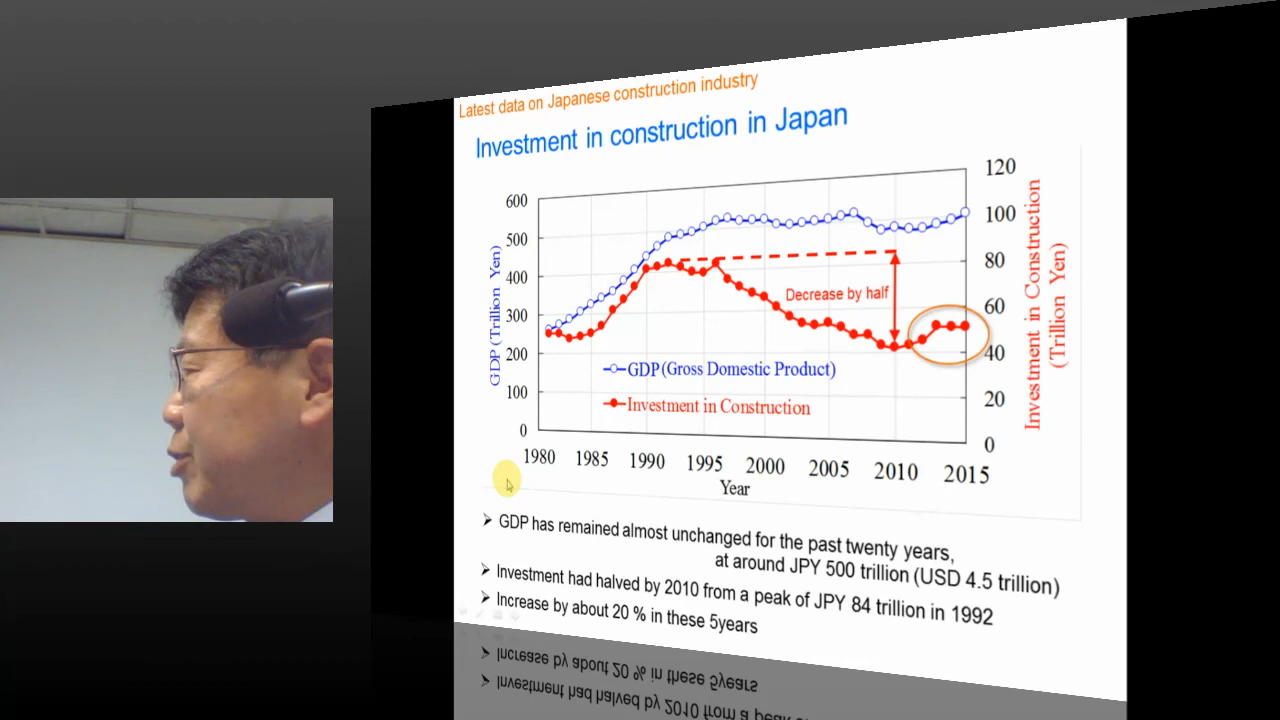 Latest data on Japanese construction industry
Investment in construction in Japan
600
500
400
300
200
100
0
GDP (Trillion Yen)
120
100
80
60
40
20
0
Investment in Construction
(Trillion Yen)
Decrease by half
GDP(Gross Domestic Product)
Investment in Construction
1980 1985 1990 1995 2000 2005 2010 2015
Year
➢ GDP has remained almost unchanged for the past twenty years,
at around JPY 500 trillion (USD 4.5 trillion)
➢ Investment had halved by 2010 from a peak of JPY 84 trillion in 1992
➢ Increase by about 20 % in these 5years